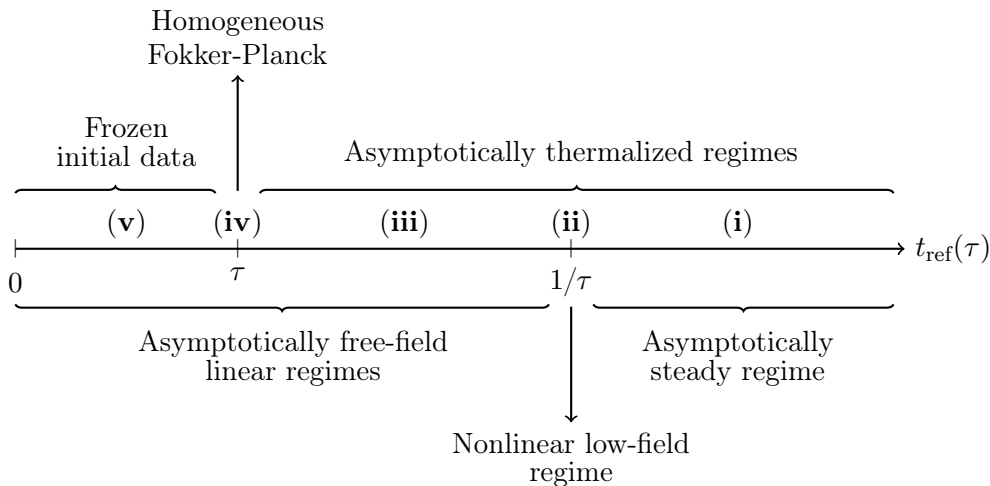 Homogeneous
Fokker-Planck
Frozen
initial data
Asymptotically thermalized regimes
(v)
(iv)
(iii)
(ii)
(i)
t_ref(τ)
0
τ
1/τ
Asymptotically free-field
linear regimes
Asymptotically
steady regime
Nonlinear low-field
regime